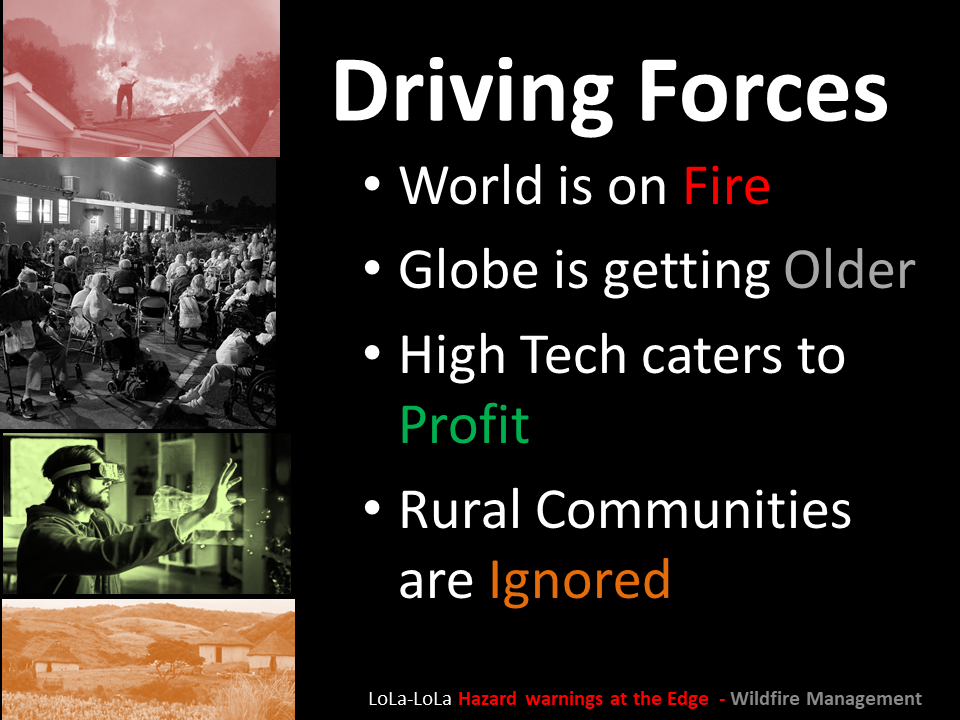 Driving Forces
• World is on Fire
• Globe is getting Older
• High Tech caters to
Profit
• Rural Communities
are Ignored
LoLa-LoLa Hazard warnings at the Edge - Wildfire Management